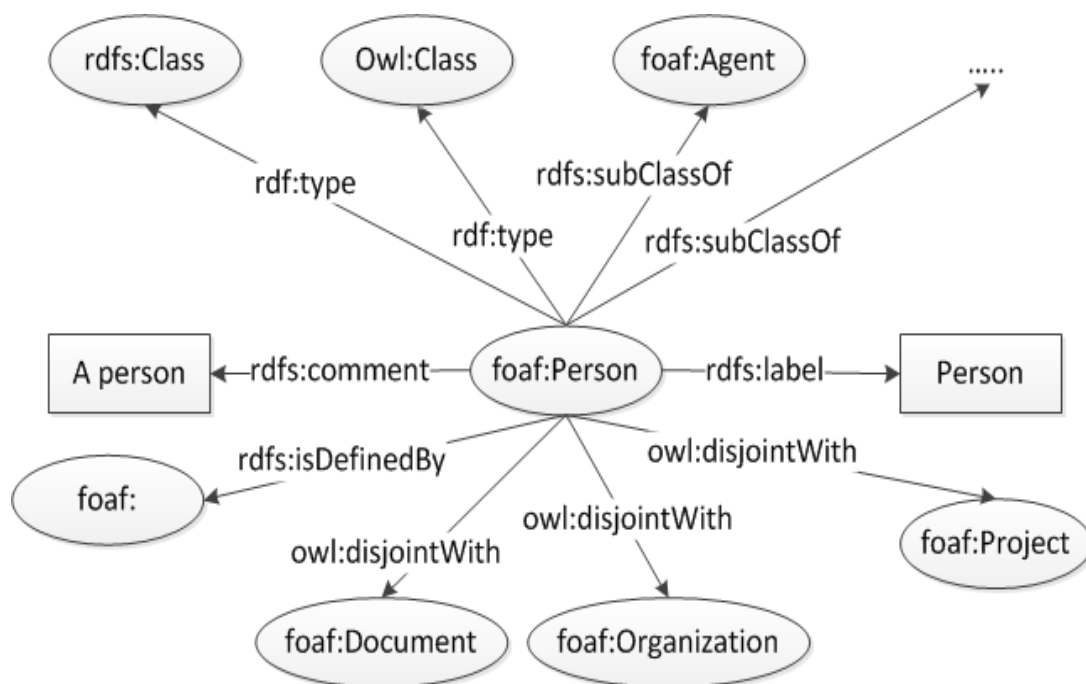 rdfs:Class
Owl:Class
foaf:Agent
.....
rdf:type
rdfs:subClassOf
rdf:type
rdfs:subClassOf
A person
rdfs:comment
foaf:Person
rdfs:label
Person
rdfs:isDefinedBy
owl:disjointWith
foaf:
owl:disjointWith
owl:disjointWith
foaf:Project
foaf:Document
foaf:Organization